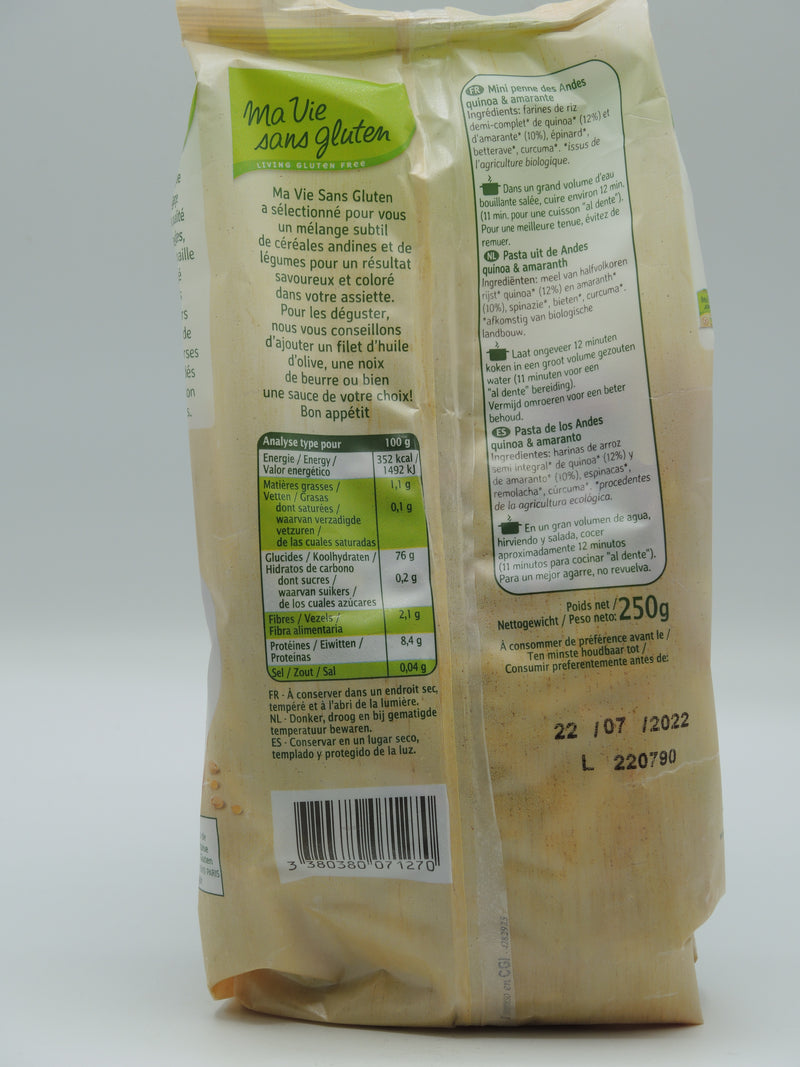 Ma Vie
sans gluten
LIVING GLUTEN FREE
Ma Vie Sans Gluten
a sélectionné pour vous
un mélange subtil
de céréales andines et de
légumes pour un résultat
savoureux et coloré
dans votre assiette.
Pour les déguster,
nous vous conseillons
d'ajouter un filet d'huile
d'olive, une noix
de beurre ou bien
une sauce de votre choix!
Bon appétit
Analyse type pour 100 g
Energie / Energy / 352 kcal /
Valor energético 1492 kJ
Matières grasses / 1,1 g
Vetten / Grasas
dont saturées / 0,1 g
waarvan verzadigde
vetzuren /
de las cuales saturadas
Glucides / Koolhydraten / 76 g
Hidratos de carbono
dont sucres / 0,2 g
waarvan suikers /
de los cuales azúcares
Fibres / Vezels / 2,1 g
Fibra alimentaria
Protéines / Eiwitten / 8,4 g
Proteinas
Sel / Zout / Sal 0,04 g
FR - À conserver dans un endroit sec,
tempéré et à l'abri de la lumière.
NL - Donker, droog en bij gematigde
temperatuur bewaren.
ES - Conservar en un lugar seco,
templado y protegido de la luz.
3 380380 071270
FR Mini penne des Andes
quinoa & amarante
Ingrédients: farines de riz
demi-complet* de quinoa* (12%) et
d'amarante* (10%), épinard*,
betterave*, curcuma*. *issus de
l'agriculture biologique.
Dans un grand volume d'eau
bouillante salée, cuire environ 12 min.
(11 min. pour une cuisson "al dente").
Pour une meilleure tenue, évitez de
remuer.
NL Pasta uit de Andes
quinoa & amaranth
Ingrediënten: meel van halfvolkoren
rijst* quinoa* (12%) en amaranth*
(10%), spinazie*, bieten*, curcuma*.
*afkomstig van biologische
landbouw.
Laat ongeveer 12 minuten
koken in een groot volume gezouten
water (11 minuten voor een
"al dente" bereiding).
Vermijd omroeren voor een beter
behoud.
ES Pasta de los Andes
quinoa & amaranto
Ingredientes: harinas de arroz
semi integral* de quinoa* (12%) y
de amaranto* (10%), espinacas*,
remolacha*, cúrcuma*. *procedentes
de la agricultura ecológica.
En un gran volumen de agua,
hirviendo y salada, cocer
aproximadamente 12 minutos
(11 minutos para cocinar "al dente").
Para un mejor agarre, no revuelva.
Poids net /
Nettogewicht / Peso neto: 250g
À consommer de préférence avant le /
Ten minste houdbaar tot /
Consumir preferentemente antes de:
22 /07 /2022
L 220790
PARIS